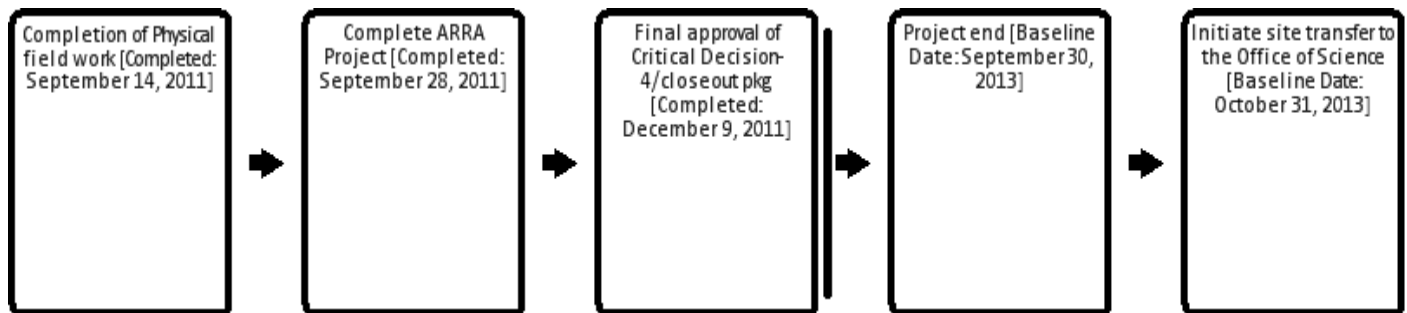 Completion of Physical
field work [Completed:
September 14, 2011]
Complete ARRA
Project [Completed:
September 28, 2011]
Final approval of
Critical Decision-
4/closeout pkg
[Completed:
December 9, 2011]
Project end [Baseline
Date: September 30,
2013]
Initiate site transfer to
the Office of Science
[Baseline Date:
October 31, 2013]